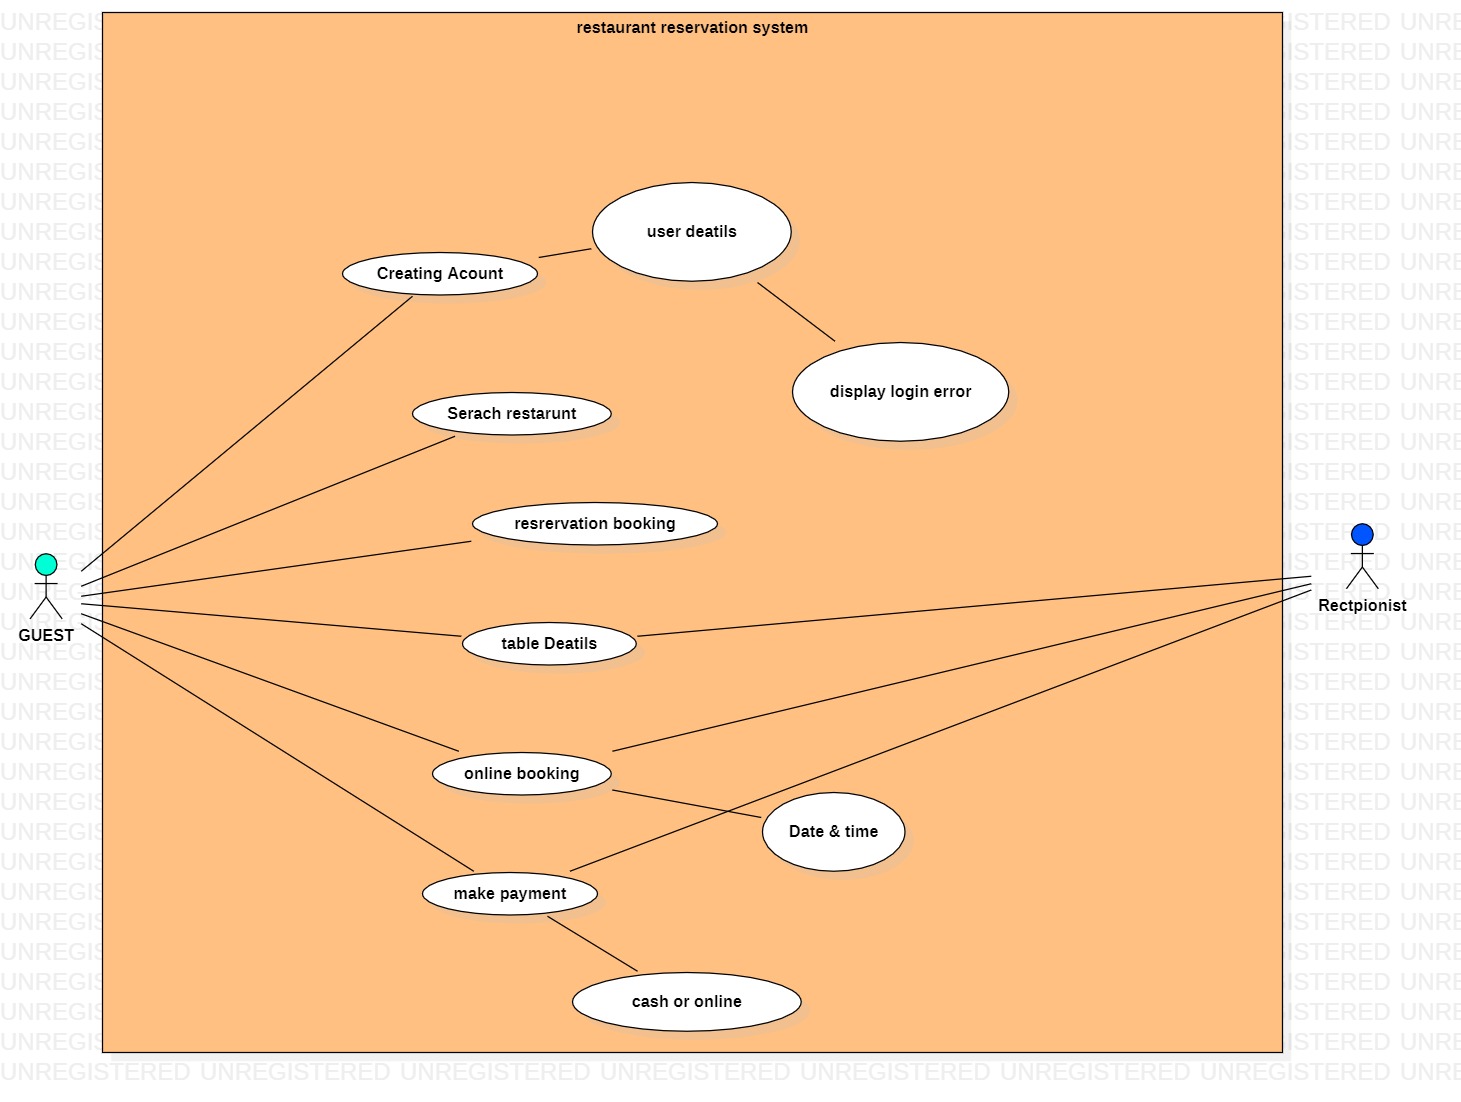 restaurant reservation system
user deatils
Creating Acount
display login error
Serach restarunt
resrervation booking
GUEST
Rectpionist
table Deatils
online booking
Date & time
make payment
cash or online
UNREGISTERED UNREGISTERED UNREGISTERED UNREGISTERED UNREGISTERED UNREGISTERED UNREGISTERED UNRE